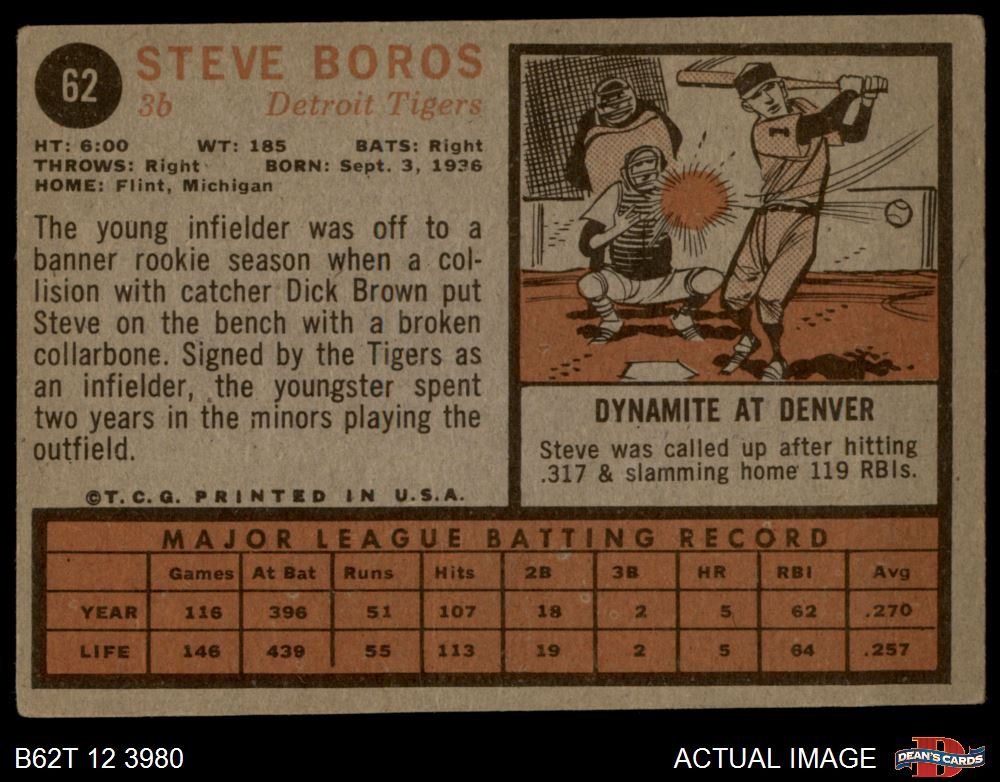 62
STEVE BOROS
3b Detroit Tigers
HT: 6:00 WT: 185 BATS: Right
THROWS: Right BORN: Sept. 3, 1936
HOME: Flint, Michigan
The young infielder was off to a
banner rookie season when a col-
lision with catcher Dick Brown put
Steve on the bench with a broken
collarbone. Signed by the Tigers as
an infielder, the youngster spent
two years in the minors playing the
outfield.
©T.C.G. PRINTED IN U.S.A.
1
DYNAMITE AT DENVER
Steve was called up after hitting
.317 & slamming home 119 RBIs.
MAJOR LEAGUE BATTING RECORD
Games At Bat Runs Hits 2B 3B HR RBI Avg
YEAR 116 396 51 107 18 2 5 62 .270
LIFE 146 439 55 113 19 2 5 64 .257
B62T 12 3980 ACTUAL IMAGE D DEAN'S CARDS